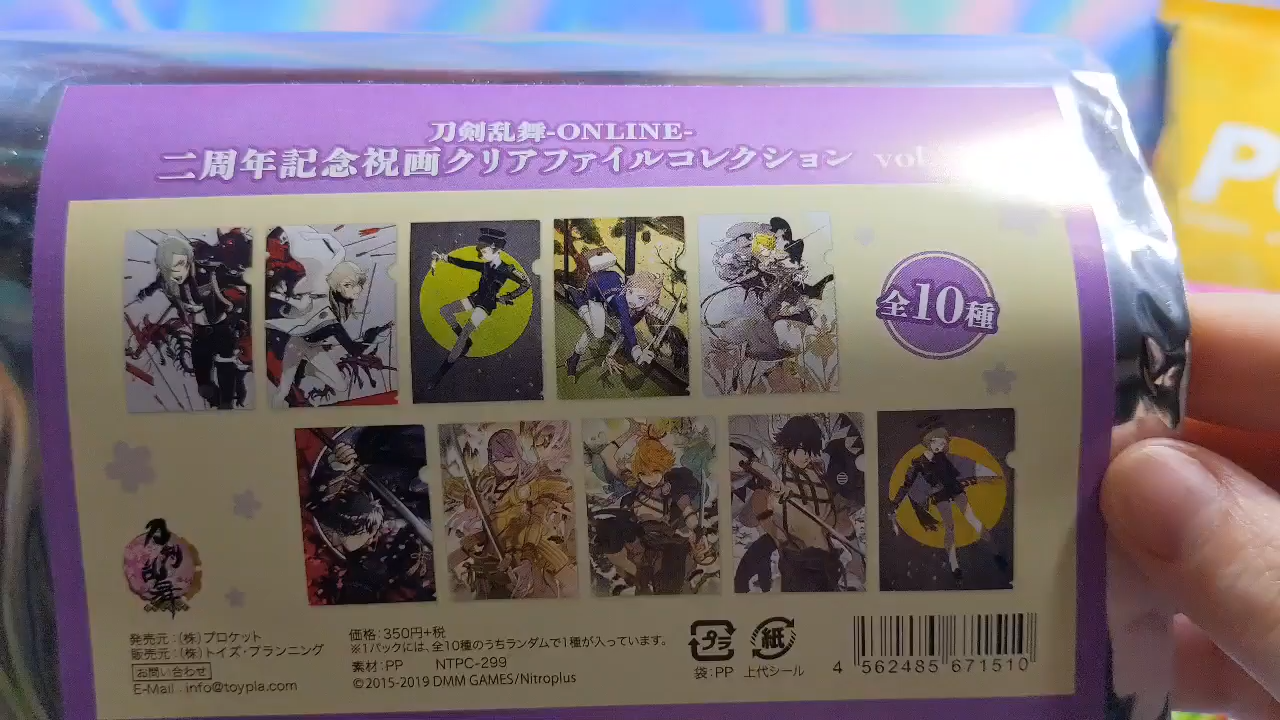 刀剣乱舞-ONLINE-
二周年記念祝画クリアファイルコレクション vol
全10種
刀剣乱舞
発売元:(株)ブロケット
販売元:(株)トイズ・プランニング
お問い合わせ
E-Mail : info@toypla.com
価格:350円+税
※1パックには、全10種のうちランダムで1種が入っています。
素材:PP NTPC-299
©2015-2019 DMM GAMES/Nitroplus
プラ 紙
袋:PP 上代シール
4 562485 671510
P